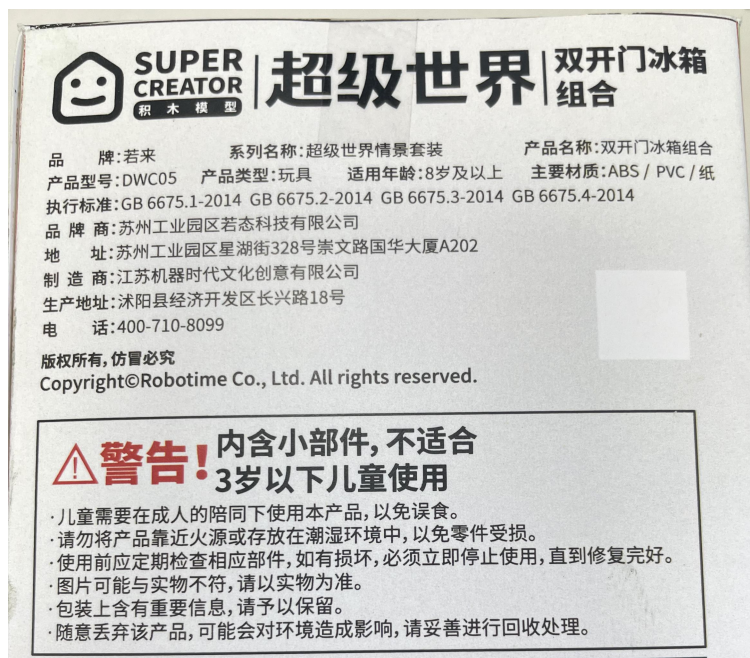 SUPER
CREATOR
积木模型
超级世界
双开门冰箱
组合
品 牌:若来 系列名称:超级世界情景套装 产品名称:双开门冰箱组合
产品型号:DWC05 产品类型:玩具 适用年龄:8岁及以上 主要材质:ABS / PVC / 纸
执行标准:GB 6675.1-2014 GB 6675.2-2014 GB 6675.3-2014 GB 6675.4-2014
品 牌 商:苏州工业园区若态科技有限公司
地 址:苏州工业园区星湖街328号崇文路国华大厦A202
制 造 商:江苏机器时代文化创意有限公司
生产地址:沭阳县经济开发区长兴路18号
电 话:400-710-8099
版权所有,仿冒必究
Copyright©Robotime Co., Ltd. All rights reserved.
警告!
内含小部件,不适合
3岁以下儿童使用
·儿童需要在成人的陪同下使用本产品,以免误食。
·请勿将产品靠近火源或存放在潮湿环境中,以免零件受损。
·使用前应定期检查相应部件,如有损坏,必须立即停止使用,直到修复完好。
·图片可能与实物不符,请以实物为准。
·包装上含有重要信息,请予以保留。
·随意丢弃该产品,可能会对环境造成影响,请妥善进行回收处理。